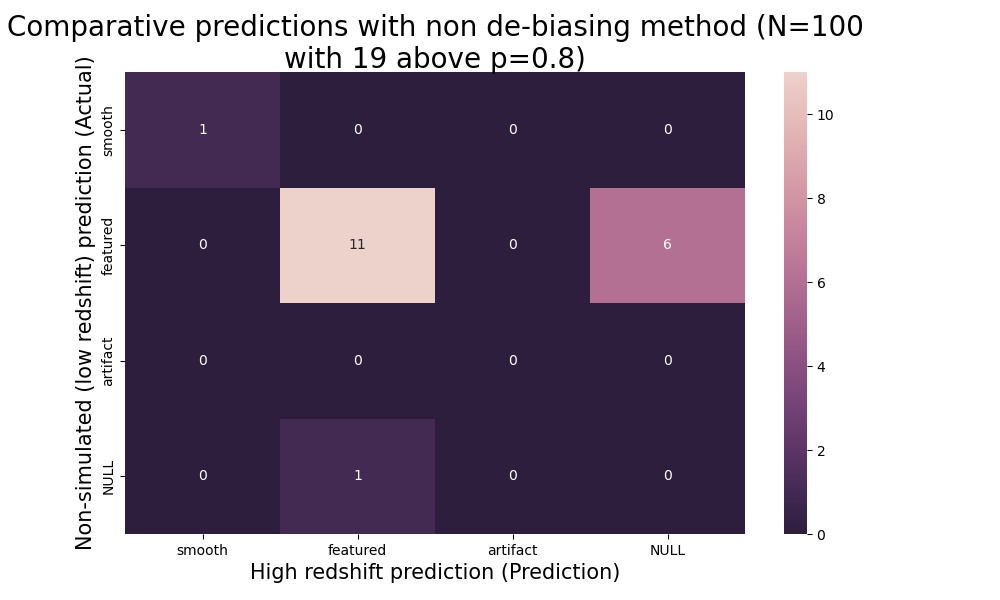 Comparative predictions with non de-biasing method (N=100
with 19 above p=0.8)
Non-simulated (low redshift) prediction (Actual)
smooth
1 0 0 0
featured
0 11 0 6
artifact
0 0 0 0
NULL
0 1 0 0
smooth featured artifact NULL
High redshift prediction (Prediction)
10
8
6
4
2
0